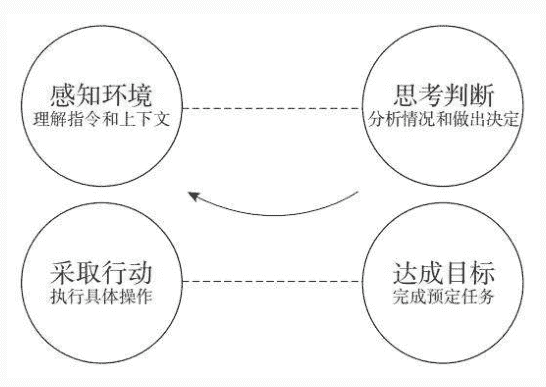 感知环境
理解指令和上下文
思考判断
分析情况和做出决定
采取行动
执行具体操作
达成目标
完成预定任务